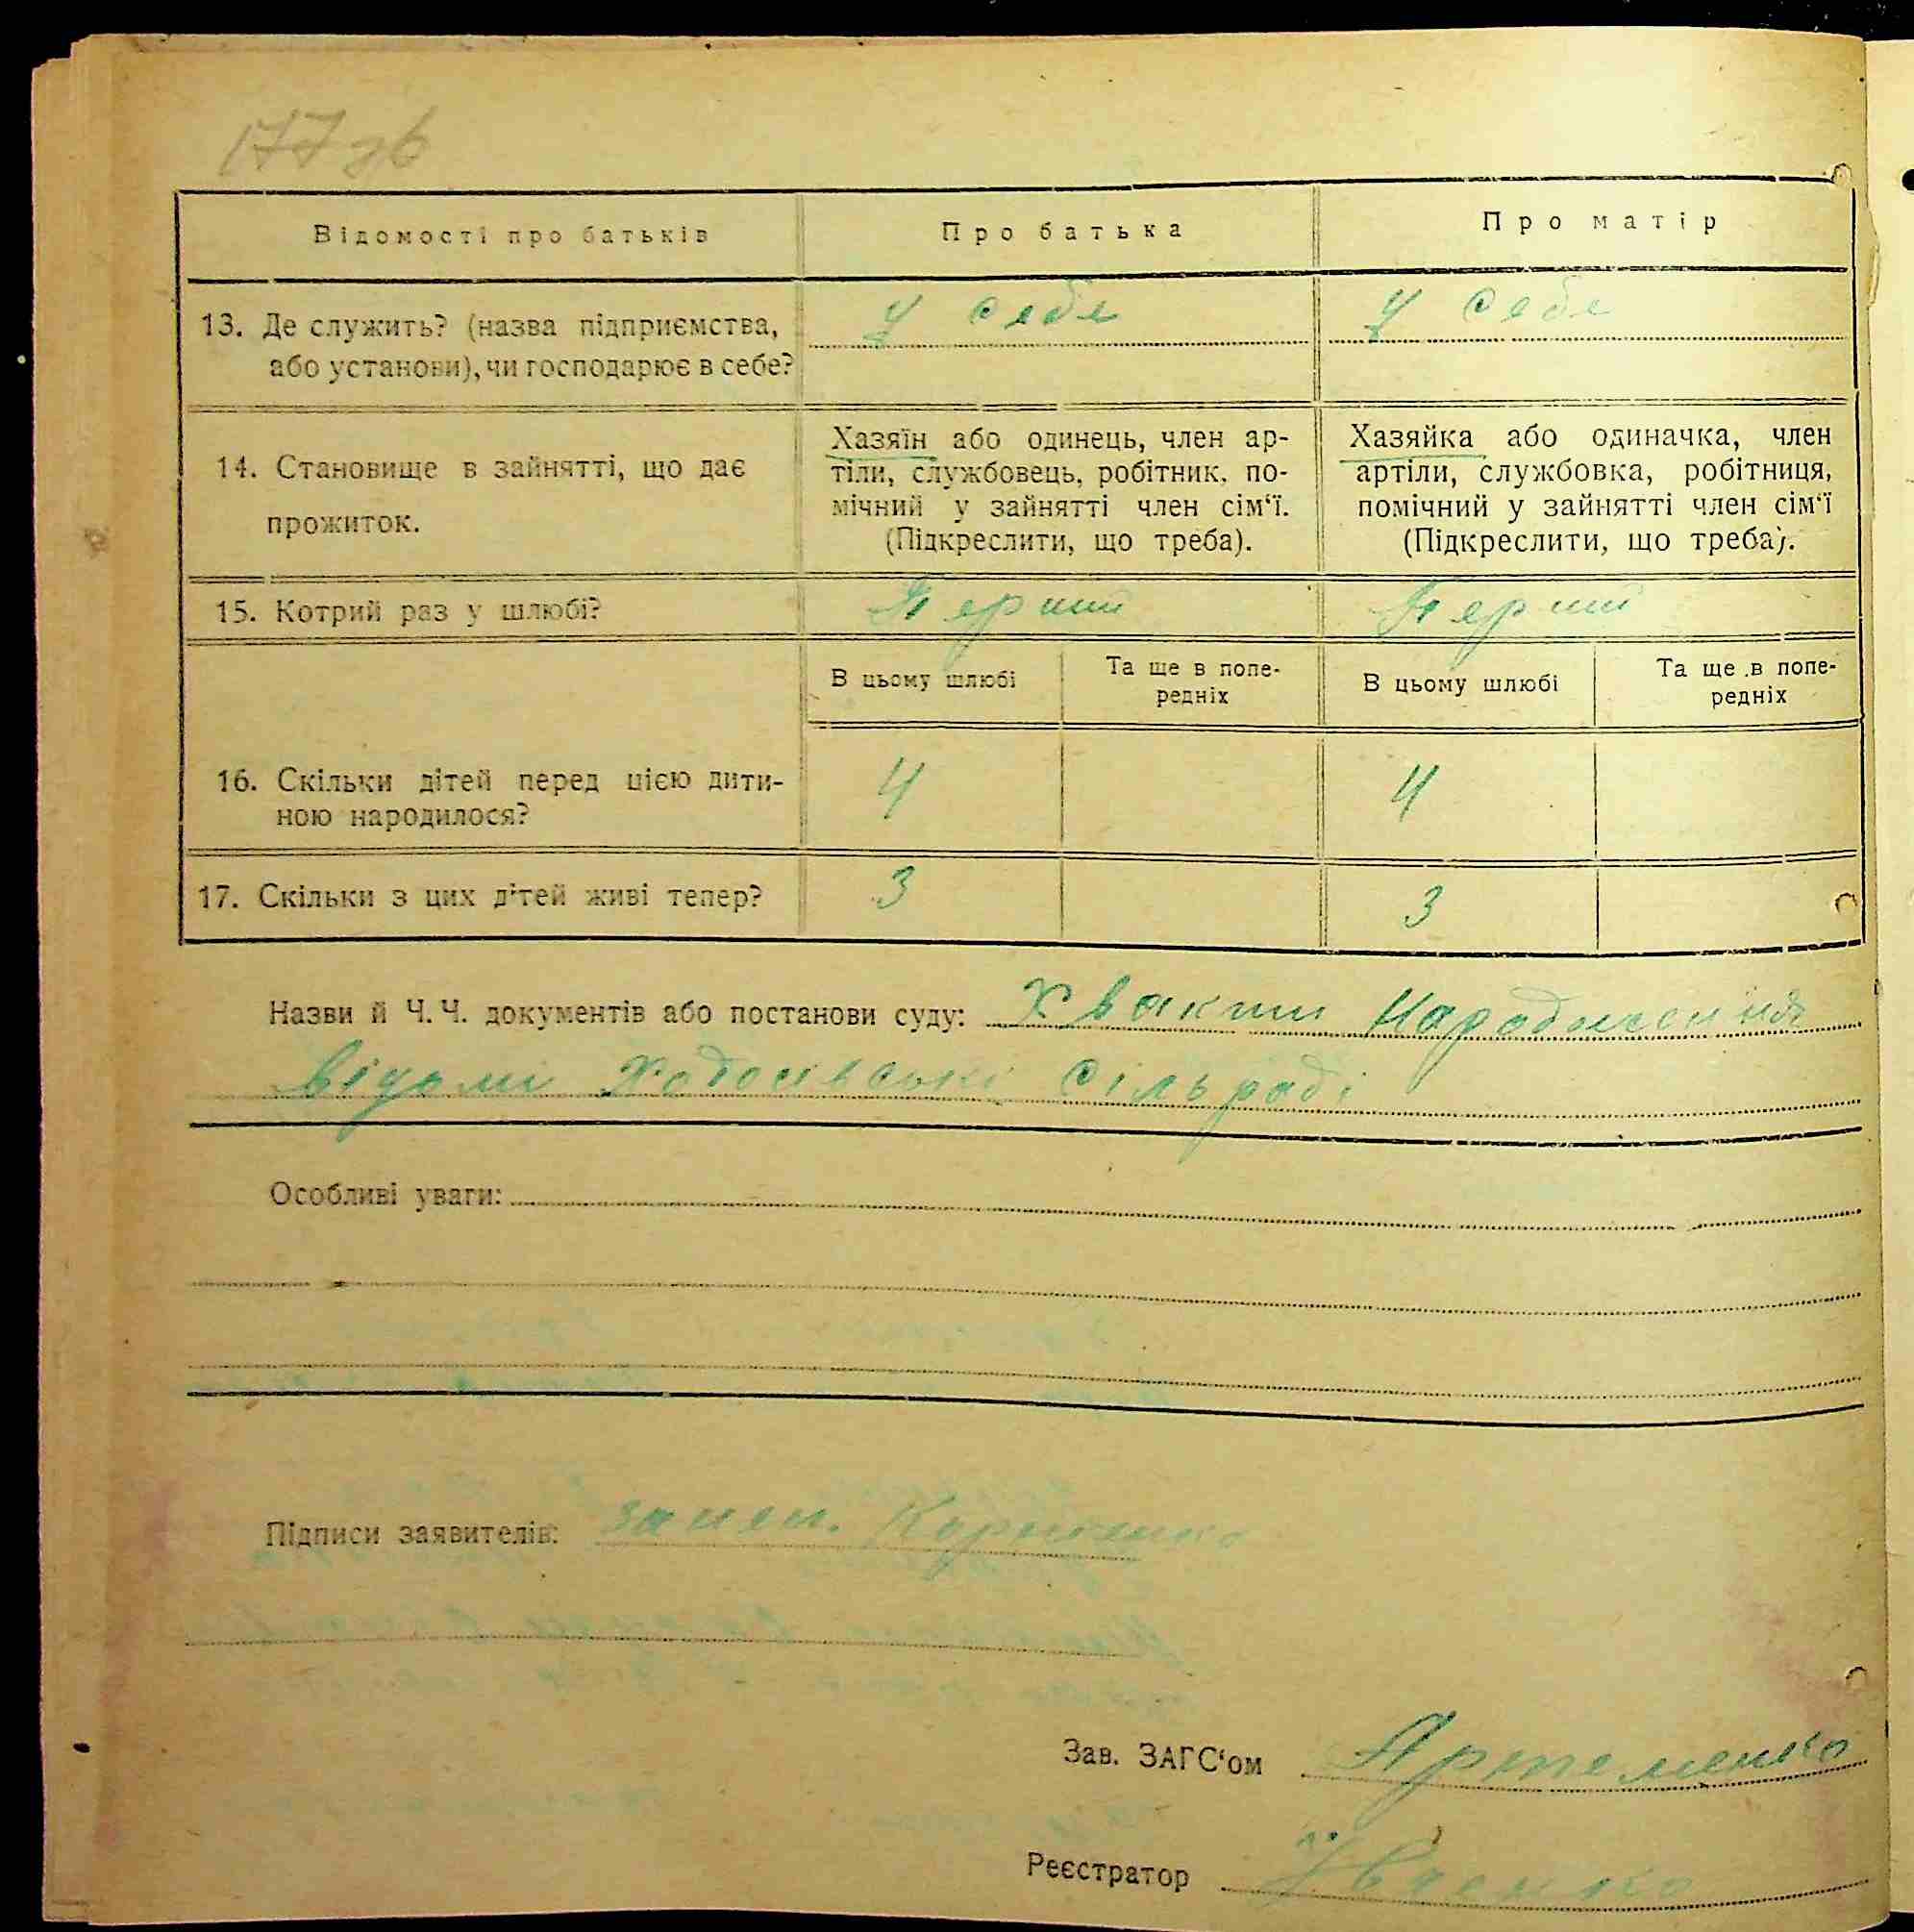 177 зв
Відомості про батьків
Про батька
Про матір
13. Де служить? (назва підприємства,
або установи), чи господарює в себе?
У себе
У себе
14. Становище в зайнятті, що дає
прожиток.
Хазяїн або одинець, член ар-
тіли, службовець, робітник, по-
мічний у зайнятті член сім‘ї.
(Підкреслити, що треба).
Хазяйка або одиначка, член
артіли, службовка, робітниця,
помічний у зайнятті член сім‘ї
(Підкреслити, що треба).
15. Котрий раз у шлюбі?
Перший
Перший
В цьому шлюбі
Та ще в попе-
редніх
В цьому шлюбі
Та ще в попе-
редніх
16. Скільки дітей перед цією дити-
ною народилося?
4
4
17. Скільки з цих дітей живі тепер?
3
3
Назви й Ч. Ч. документів або постанови суду: Хвакти Народження
відомі сільраді
Особливі уваги:
Підписи заявителів:
Зав. ЗАГС‘ом Артеменко
Реєстратор